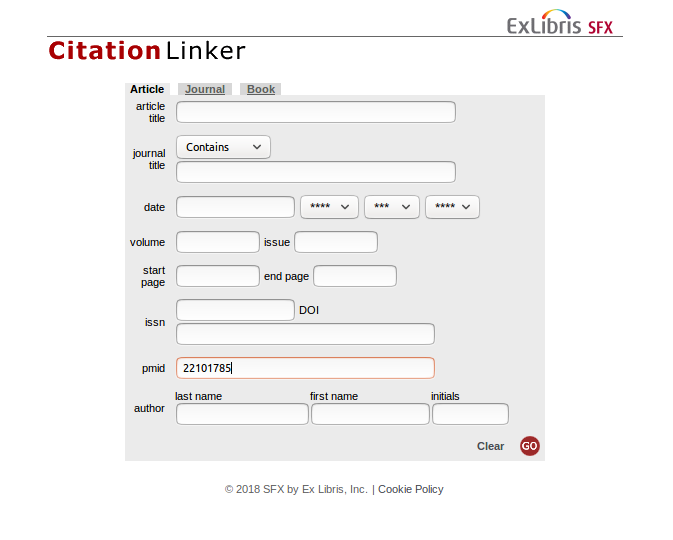 ExLibris SFX
Citation Linker
Article Journal Book
article title
journal title
Contains
date **** *** ****
volume issue
start page end page
issn DOI
pmid 22101785
last name first name initials
author
Clear GO
© 2018 SFX by Ex Libris, Inc. | Cookie Policy